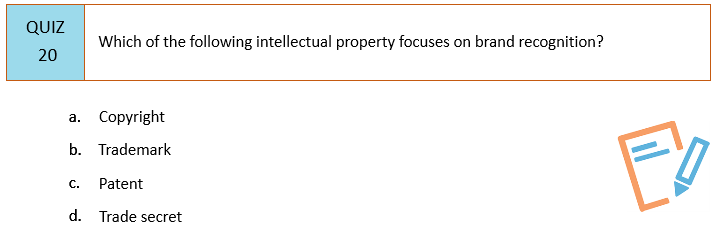 QUIZ
20
Which of the following intellectual property focuses on brand recognition?
a. Copyright
b. Trademark
c. Patent
d. Trade secret